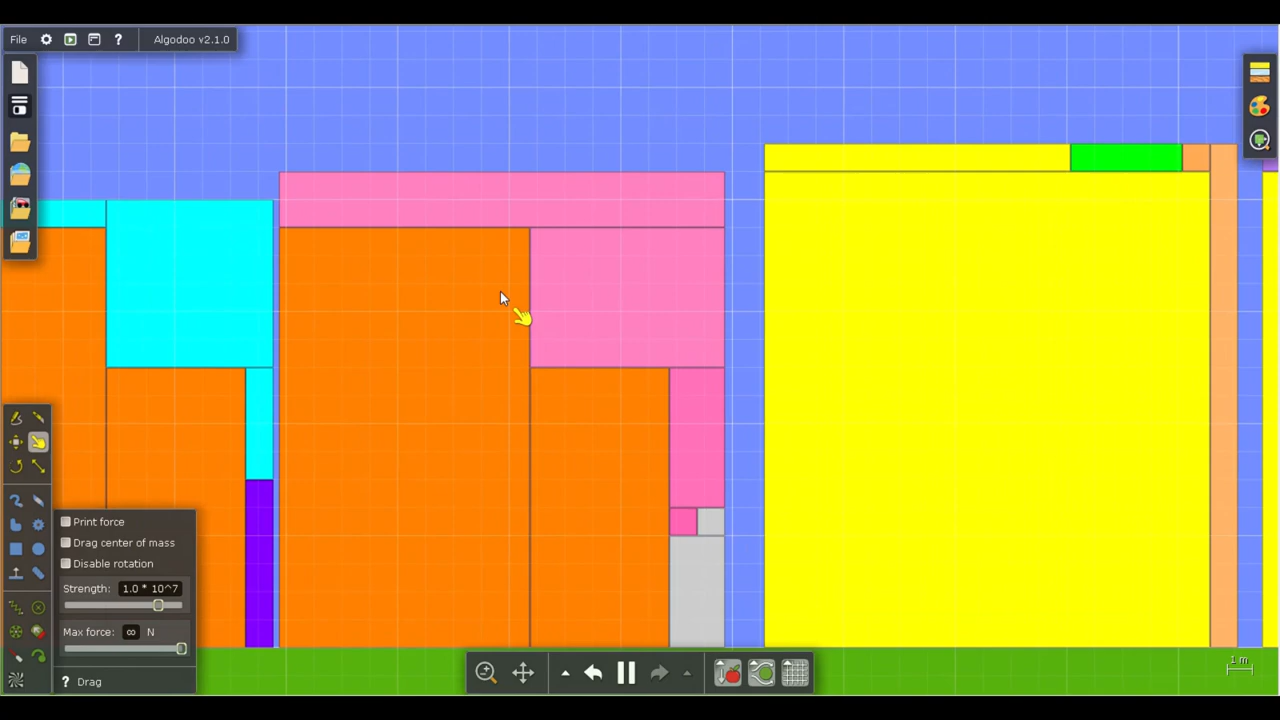 File ? Algodoo v2.1.0
Print force
Drag center of mass
Disable rotation
Strength: 1.0 * 10^7
Max force: ∞ N
? Drag
1 m